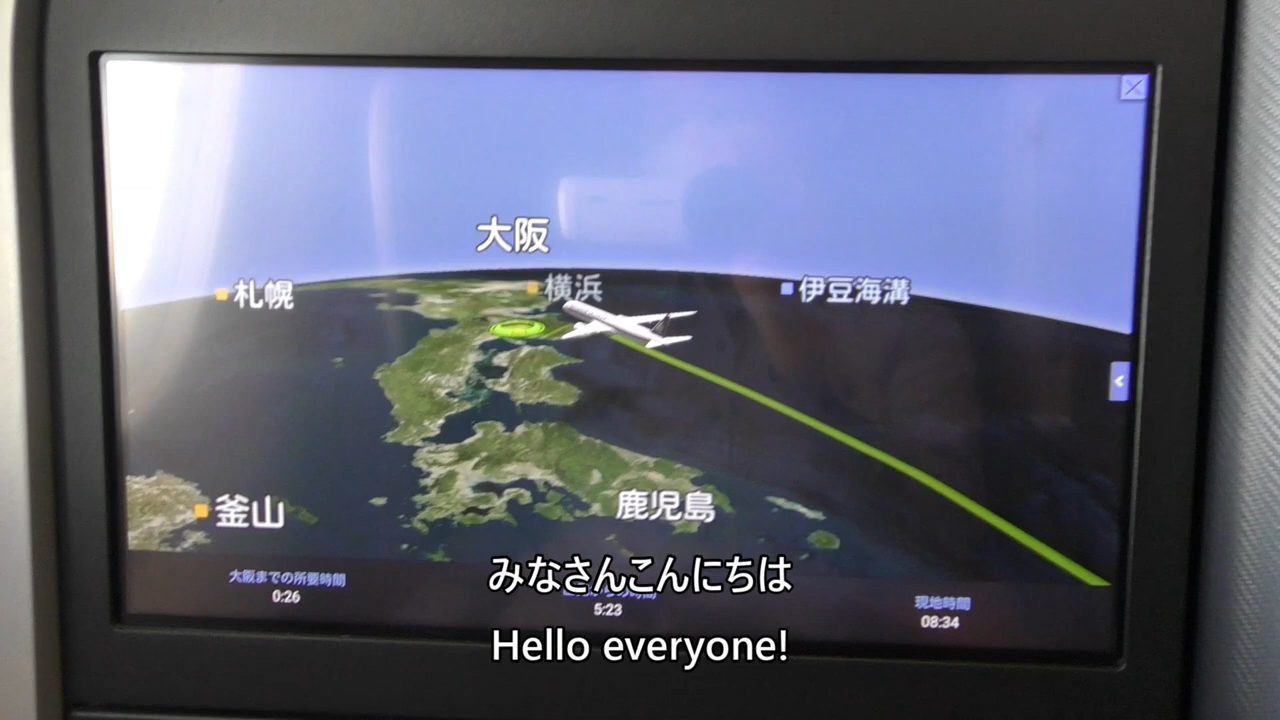 大阪
札幌
横浜
伊豆海溝
釜山
鹿児島
大阪までの所要時間
0:26
5:23
現地時間
08:34
みなさんこんにちは
Hello everyone!